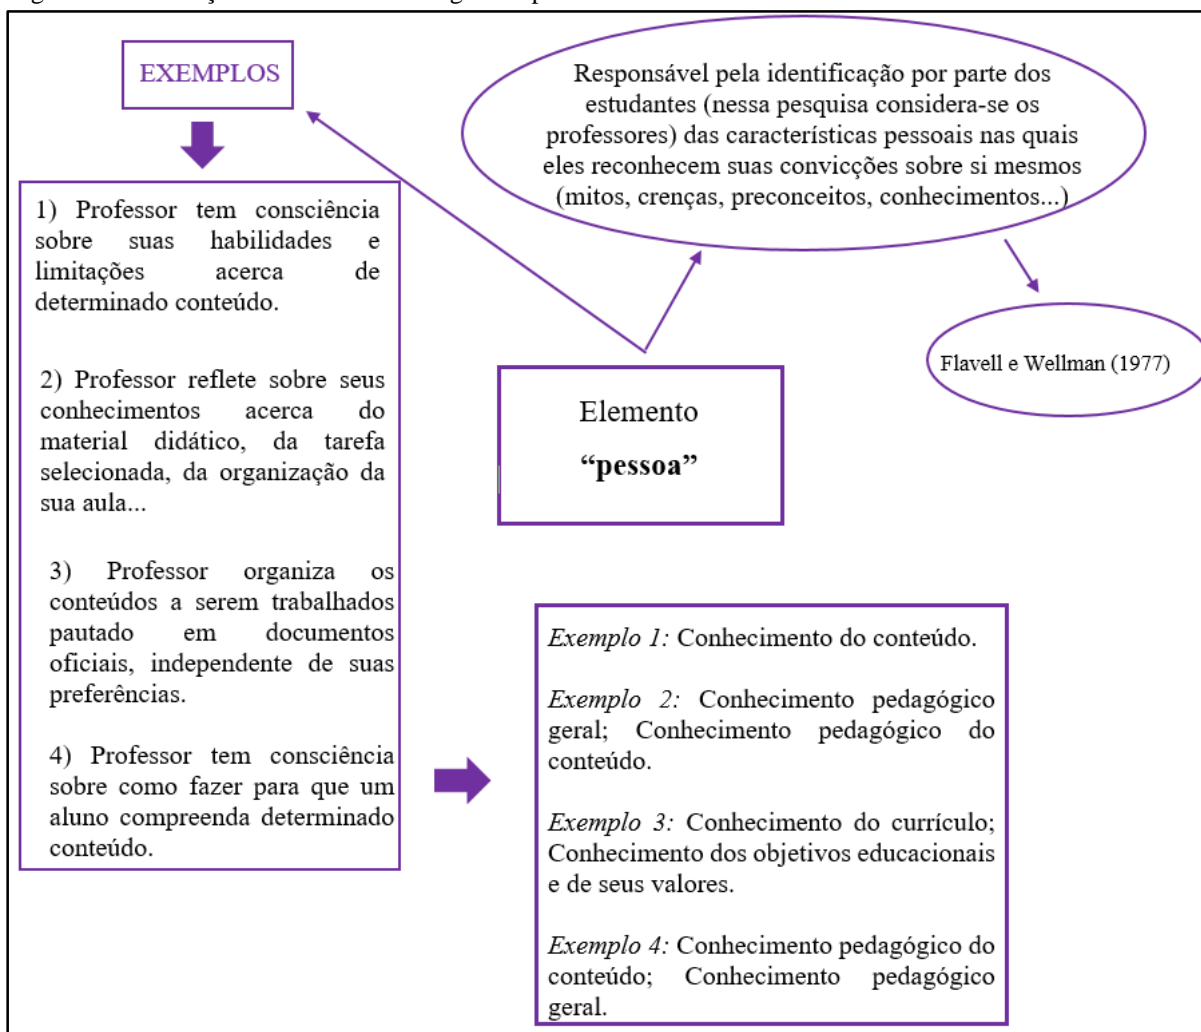 EXEMPLOS
Responsável pela identificação por parte dos
estudantes (nessa pesquisa considera-se os
professores) das características pessoais nas quais
eles reconhecem suas convicções sobre si mesmos
(mitos, crenças, preconceitos, conhecimentos...)
1) Professor tem consciência
sobre suas habilidades e
limitações acerca de
determinado conteúdo.
2) Professor reflete sobre seus
conhecimentos acerca do
material didático, da tarefa
selecionada, da organização da
sua aula...
3) Professor organiza os
conteúdos a serem trabalhados
pautado em documentos
oficiais, independente de suas
preferências.
4) Professor tem consciência
sobre como fazer para que um
aluno compreenda determinado
conteúdo.
Flavell e Wellman (1977)
Elemento
“pessoa”
Exemplo 1: Conhecimento do conteúdo.
Exemplo 2: Conhecimento pedagógico
geral; Conhecimento pedagógico do
conteúdo.
Exemplo 3: Conhecimento do currículo;
Conhecimento dos objetivos educacionais
e de seus valores.
Exemplo 4: Conhecimento pedagógico do
conteúdo; Conhecimento pedagógico
geral.